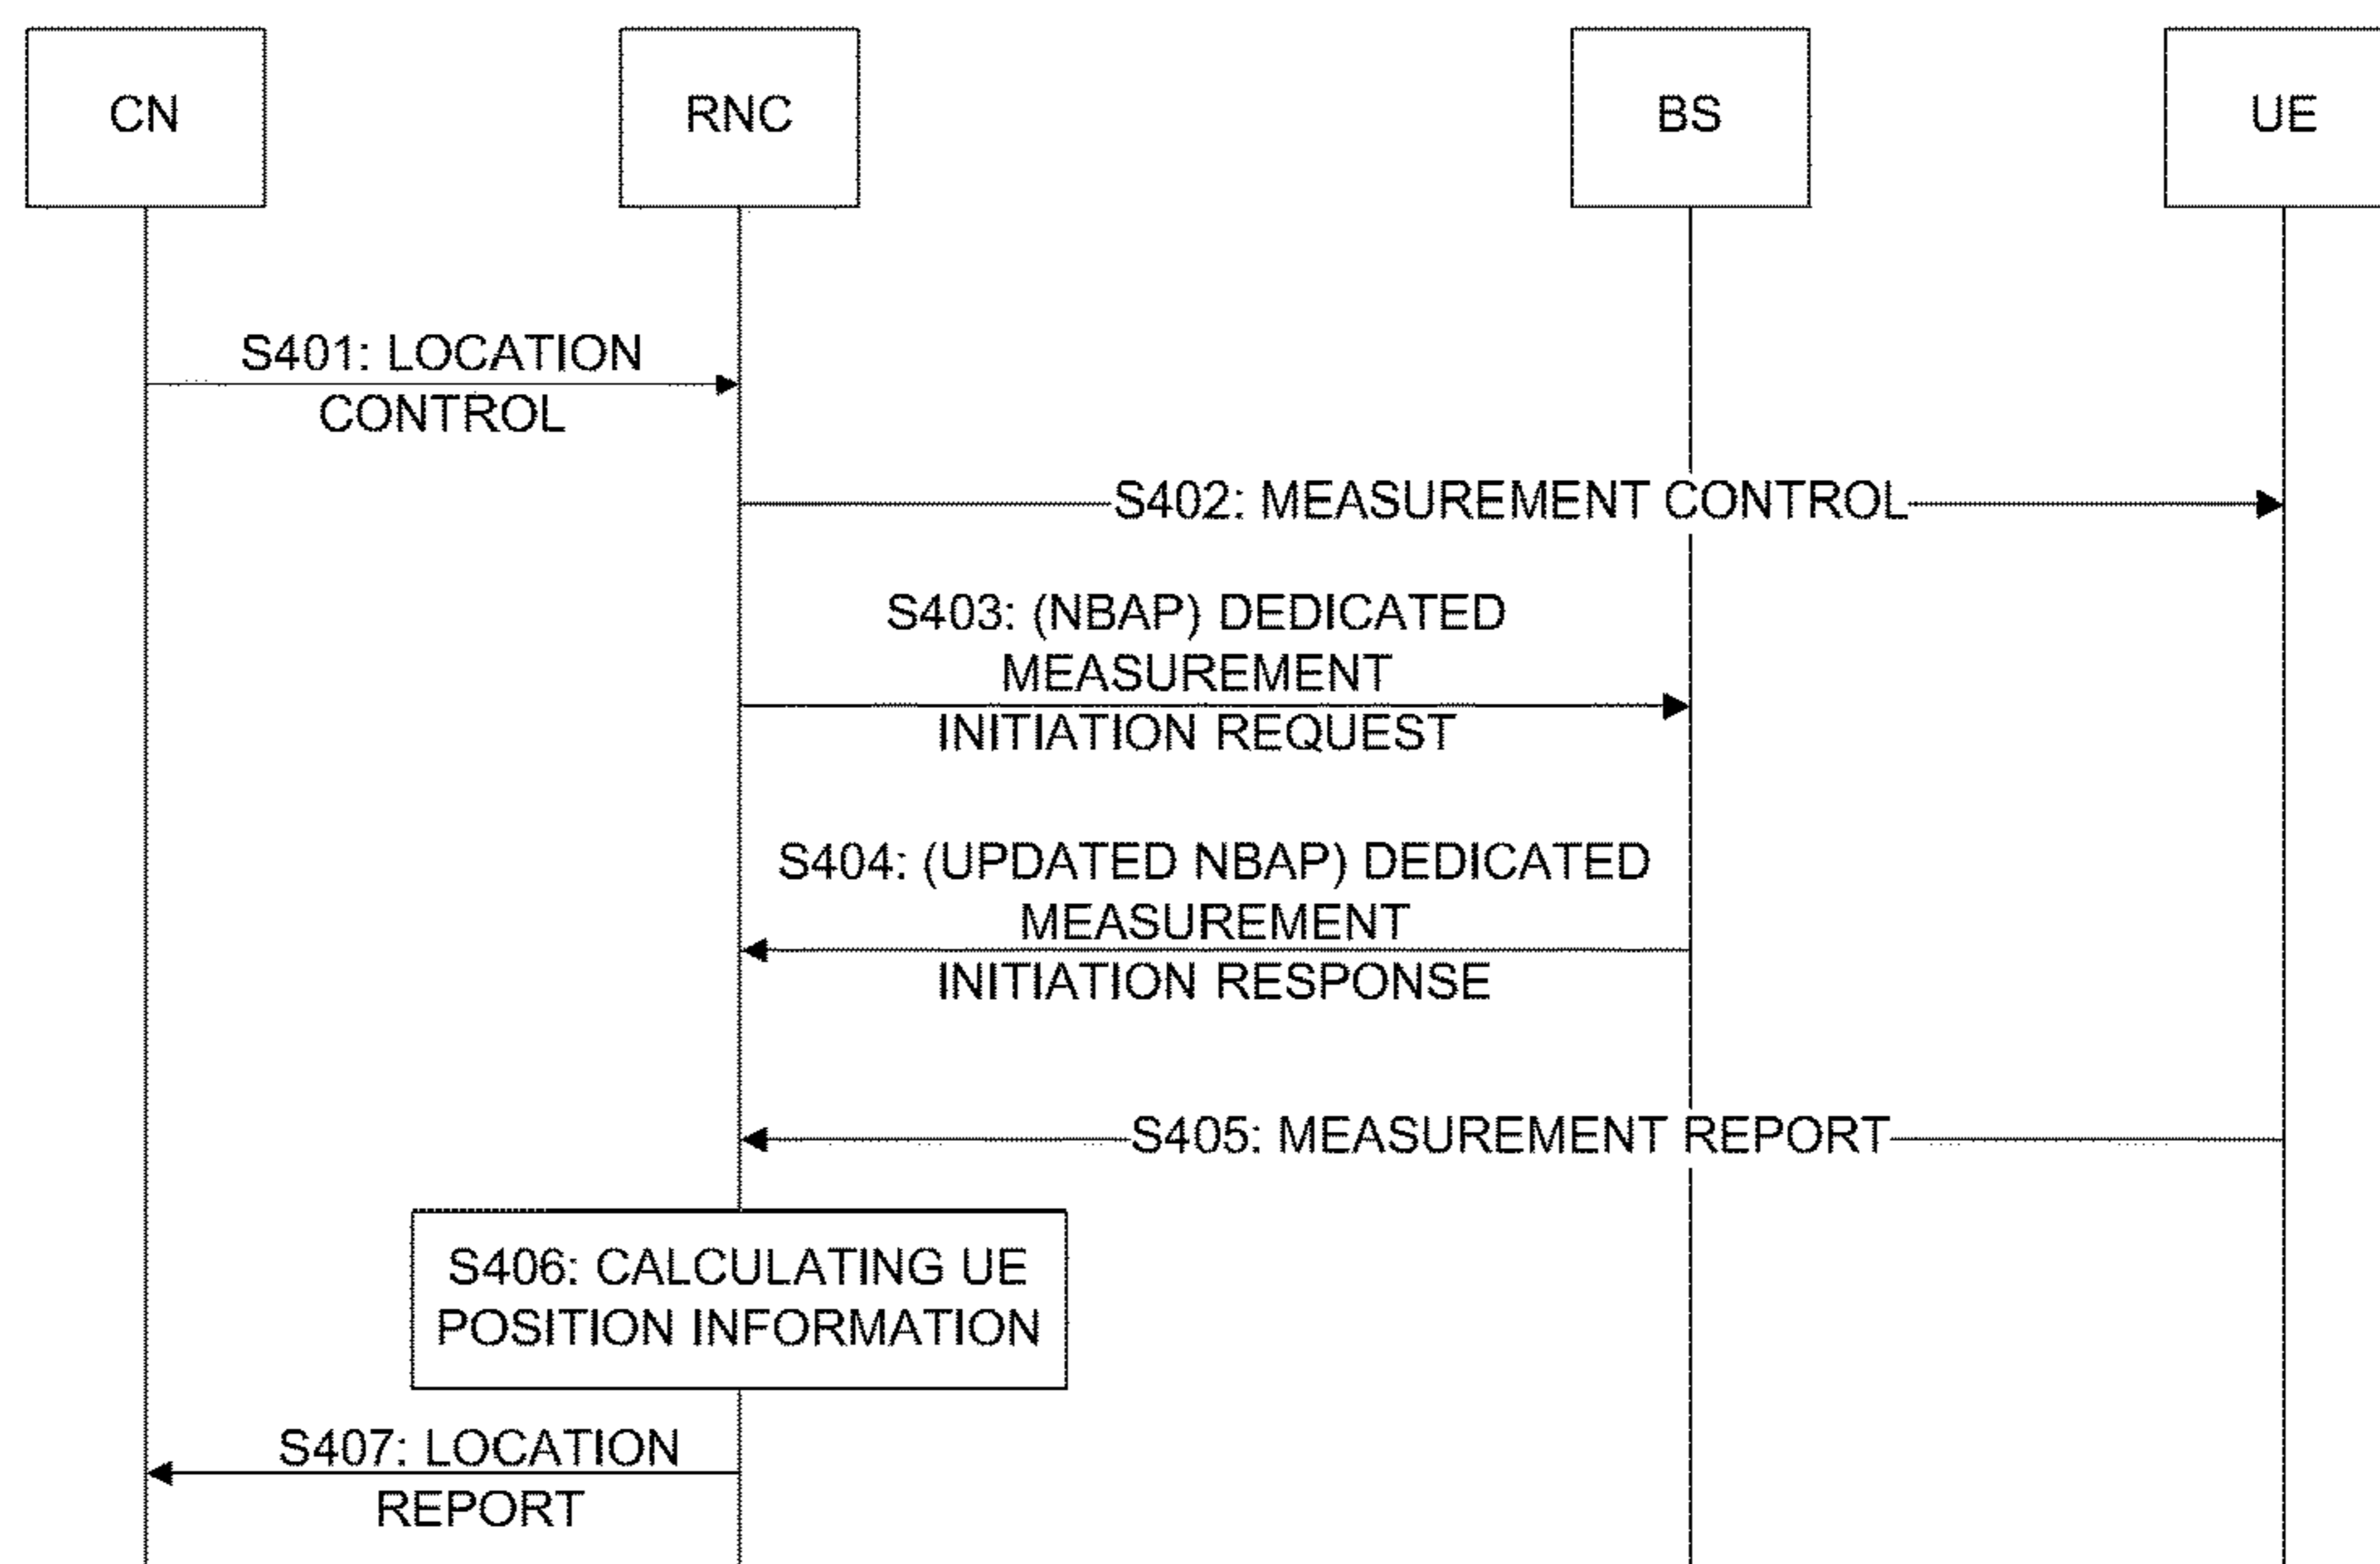 CN
RNC
BS
UE
S401: LOCATION
CONTROL
S402: MEASUREMENT CONTROL
S403: (NBAP) DEDICATED
MEASUREMENT
INITIATION REQUEST
S404: (UPDATED NBAP) DEDICATED
MEASUREMENT
INITIATION RESPONSE
S405: MEASUREMENT REPORT
S406: CALCULATING UE
POSITION INFORMATION
S407: LOCATION
REPORT